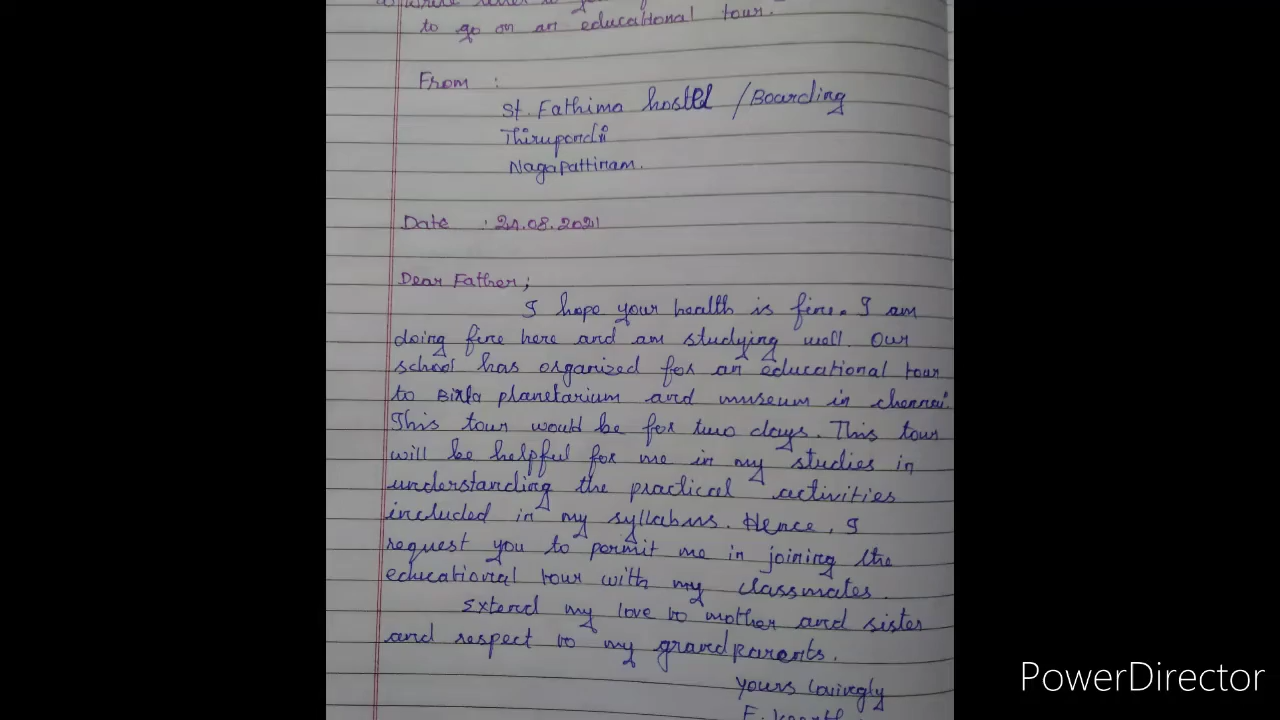 to go on an educational tour.
From :
St. Fathima hostel / Boarding
Thirupondi
Nagapattinam.
Date : 21.08.2021
Dear Father;
I hope your health is fine. I am
doing fine here and am studying well. Our
school has organized for an educational tour
to Birla planetarium and museum in chennai.
This tour would be for two days. This tour
will be helpful for me in my studies in
understanding the practical activities
included in my syllabus. Hence, I
request you to permit me in joining the
educational tour with my classmates.
Extend my love to mother and sister
and respect to my grandparents.
Yours lovingly
PowerDirector